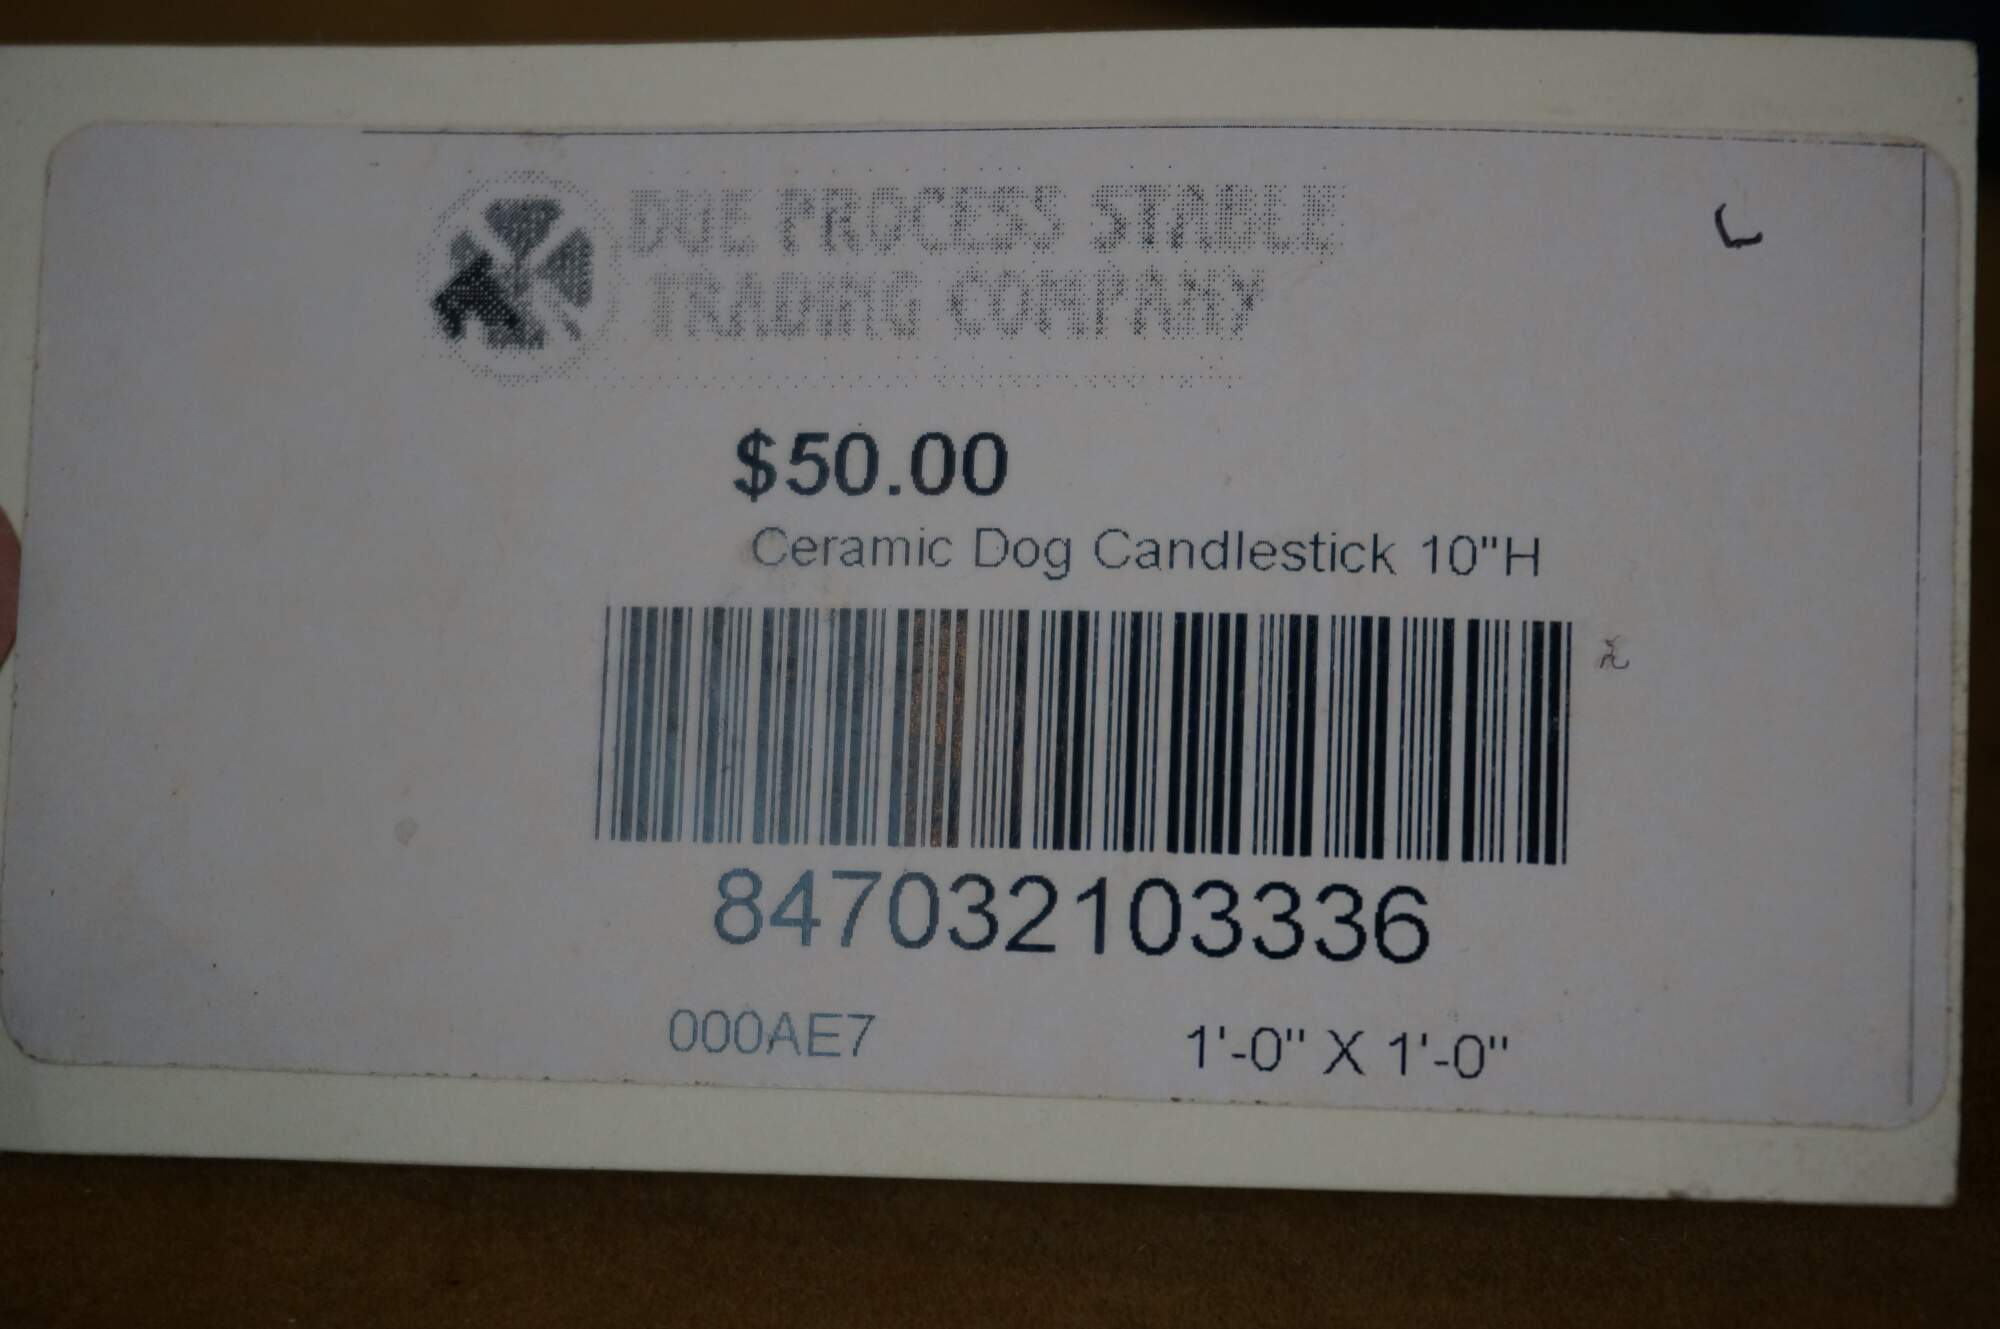 DUE PROCESS STABLE
TRADING COMPANY
$50.00
Ceramic Dog Candlestick 10"H
847032103336
000AE7
1'-0" X 1'-0"